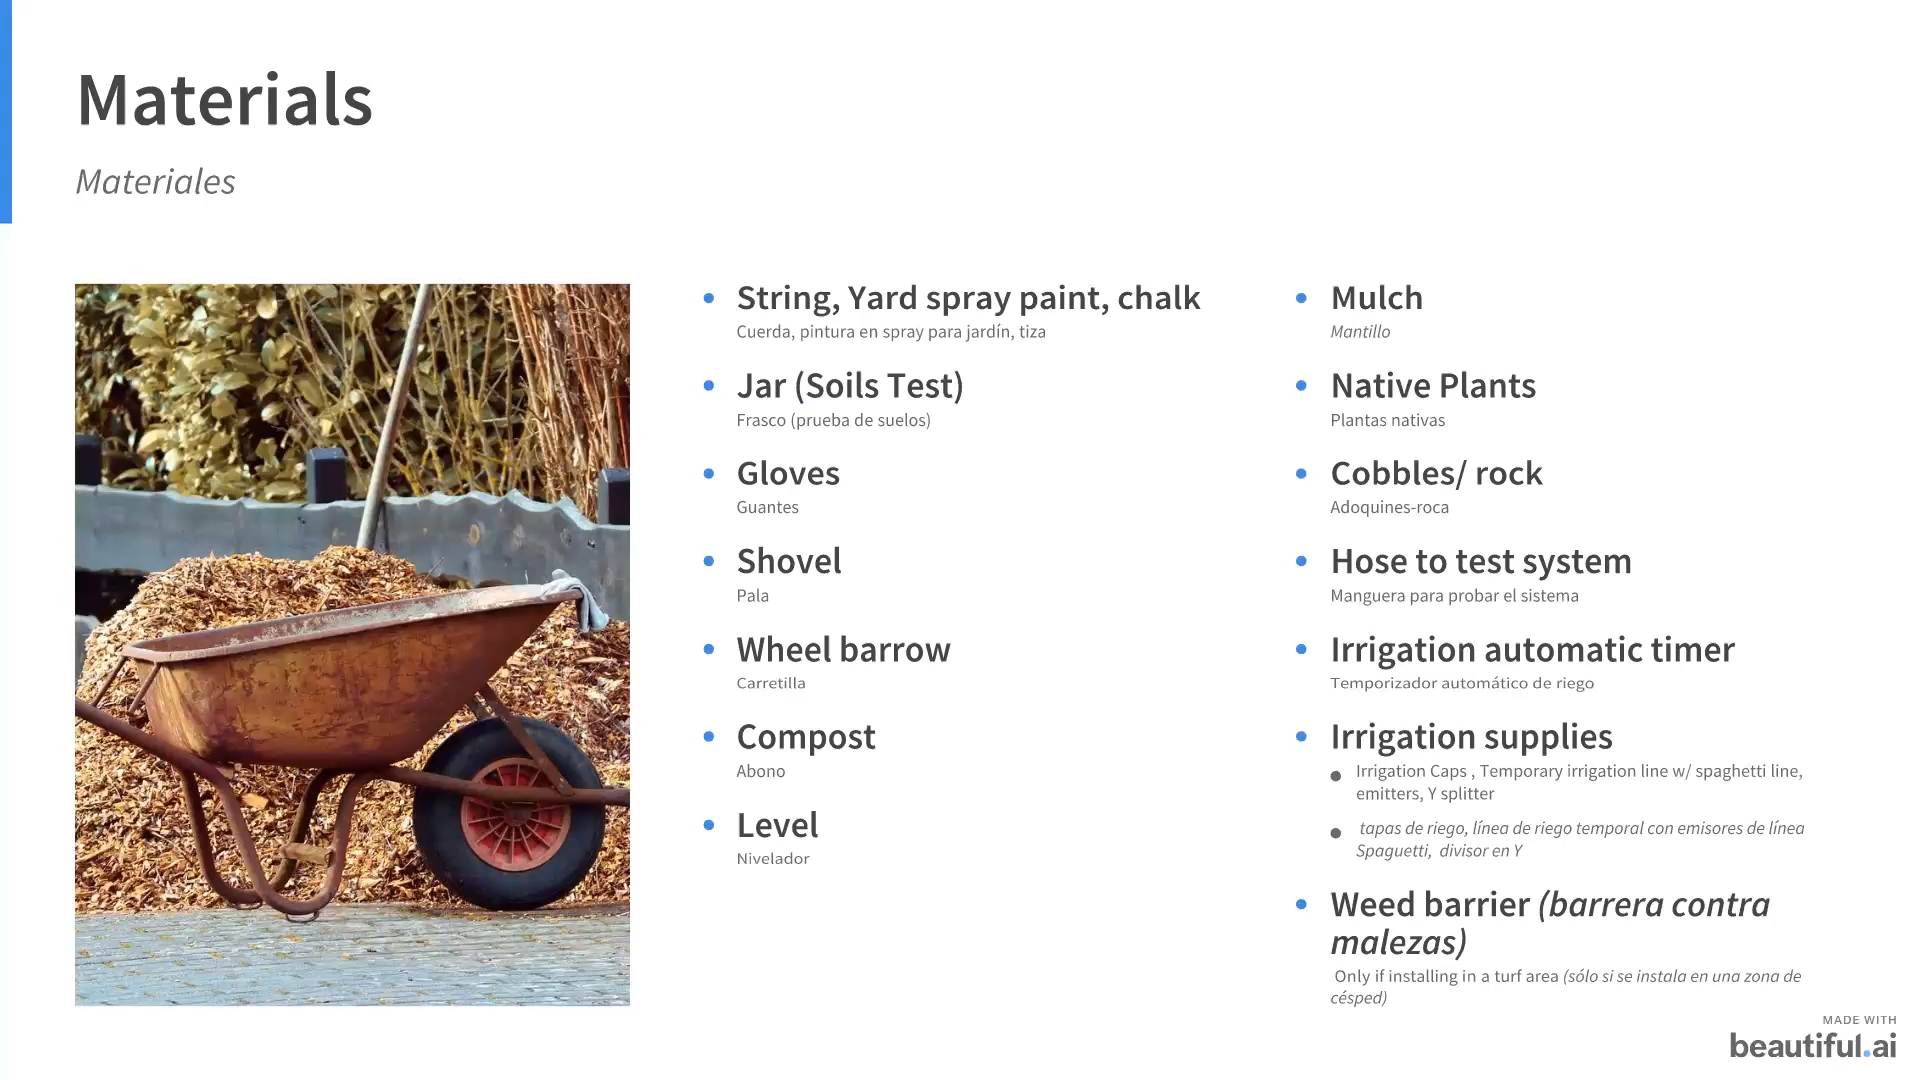 Materials
Materiales
String, Yard spray paint, chalk
Cuerda, pintura en spray para jardín, tiza
Jar (Soils Test)
Frasco (prueba de suelos)
Gloves
Guantes
Shovel
Pala
Wheel barrow
Carretilla
Compost
Abono
Level
Nivelador
Mulch
Mantillo
Native Plants
Plantas nativas
Cobbles/ rock
Adoquines-roca
Hose to test system
Manguera para probar el sistema
Irrigation automatic timer
Temporizador automático de riego
Irrigation supplies
Irrigation Caps , Temporary irrigation line w/ spaghetti line,
emitters, Y splitter
tapas de riego, línea de riego temporal con emisores de línea
Spaguetti, divisor en Y
Weed barrier (barrera contra
malezas)
Only if installing in a turf area (sólo si se instala en una zona de
césped)
MADE WITH
beautiful.ai